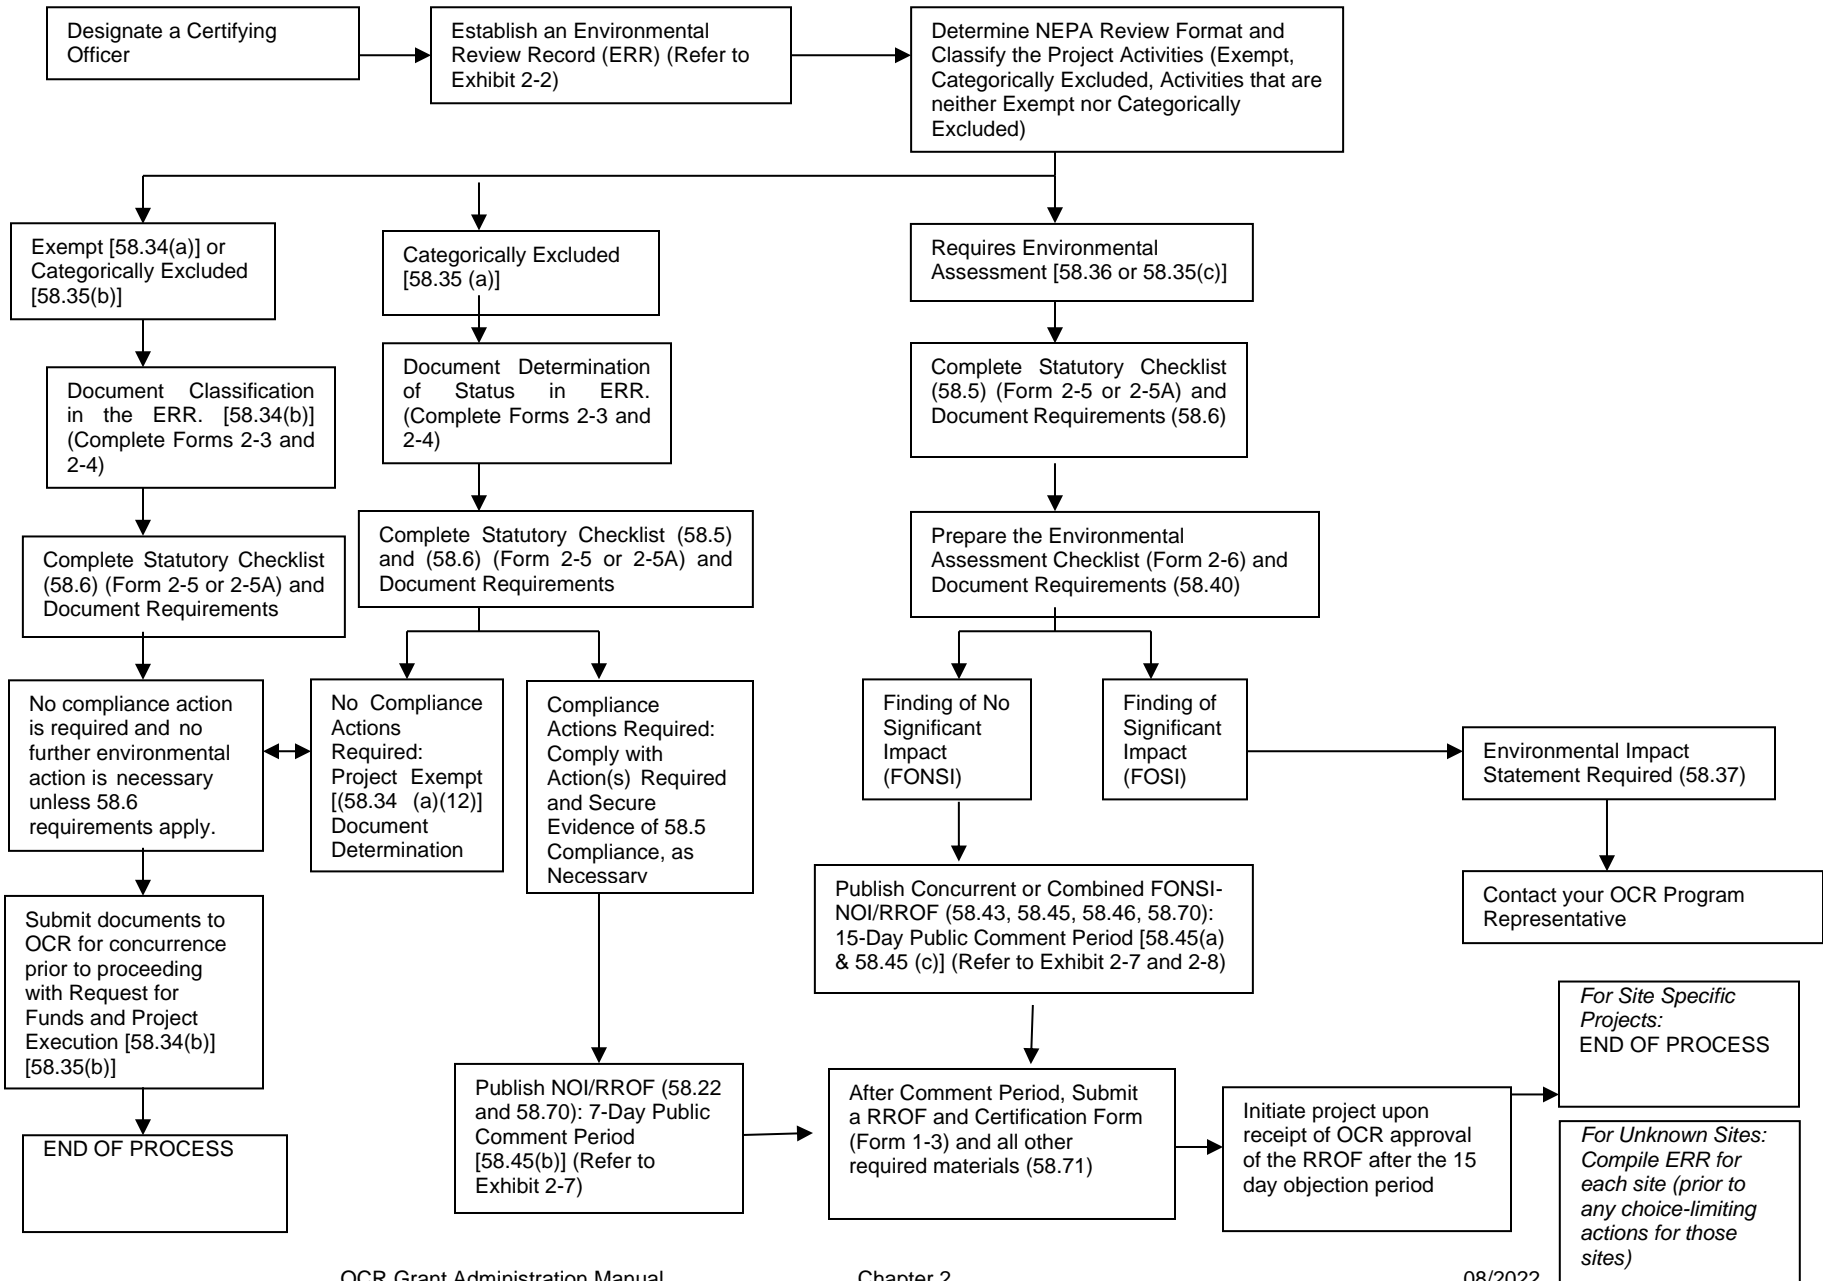 Designate a Certifying
Officer
Establish an Environmental
Review Record (ERR) (Refer to
Exhibit 2-2)
Determine NEPA Review Format and
Classify the Project Activities (Exempt,
Categorically Excluded, Activities that are
neither Exempt nor Categorically
Excluded)
Exempt [58.34(a)] or
Categorically Excluded
[58.35(b)]
Categorically Excluded
[58.35 (a)]
Requires Environmental
Assessment [58.36 or 58.35(c)]
Document Classification
in the ERR. [58.34(b)]
(Complete Forms 2-3 and
2-4)
Document Determination
of Status in ERR.
(Complete Forms 2-3 and
2-4)
Complete Statutory Checklist
(58.5) (Form 2-5 or 2-5A) and
Document Requirements (58.6)
Complete Statutory Checklist
(58.6) (Form 2-5 or 2-5A) and
Document Requirements
Complete Statutory Checklist (58.5)
and (58.6) (Form 2-5 or 2-5A) and
Document Requirements
Prepare the Environmental
Assessment Checklist (Form 2-6) and
Document Requirements (58.40)
No compliance action
is required and no
further environmental
action is necessary
unless 58.6
requirements apply.
No Compliance
Actions
Required:
Project Exempt
[(58.34 (a)(12)]
Document
Determination
Compliance
Actions Required:
Comply with
Action(s) Required
and Secure
Evidence of 58.5
Compliance, as
Necessary
Finding of No
Significant
Impact
(FONSI)
Finding of
Significant
Impact
(FOSI)
Environmental Impact
Statement Required (58.37)
Contact your OCR Program
Representative
Submit documents to
OCR for concurrence
prior to proceeding
with Request for
Funds and Project
Execution [58.34(b)]
[58.35(b)]
Publish Concurrent or Combined FONSI-
NOI/RROF (58.43, 58.45, 58.46, 58.70):
15-Day Public Comment Period [58.45(a)
& 58.45 (c)] (Refer to Exhibit 2-7 and 2-8)
END OF PROCESS
Publish NOI/RROF (58.22
and 58.70): 7-Day Public
Comment Period
[58.45(b)] (Refer to
Exhibit 2-7)
After Comment Period, Submit
a RROF and Certification Form
(Form 1-3) and all other
required materials (58.71)
Initiate project upon
receipt of OCR approval
of the RROF after the 15
day objection period
For Site Specific
Projects:
END OF PROCESS
For Unknown Sites:
Compile ERR for
each site (prior to
any choice-limiting
actions for those
sites)
OCR Grant Administration Manual Chapter 2 08/2022